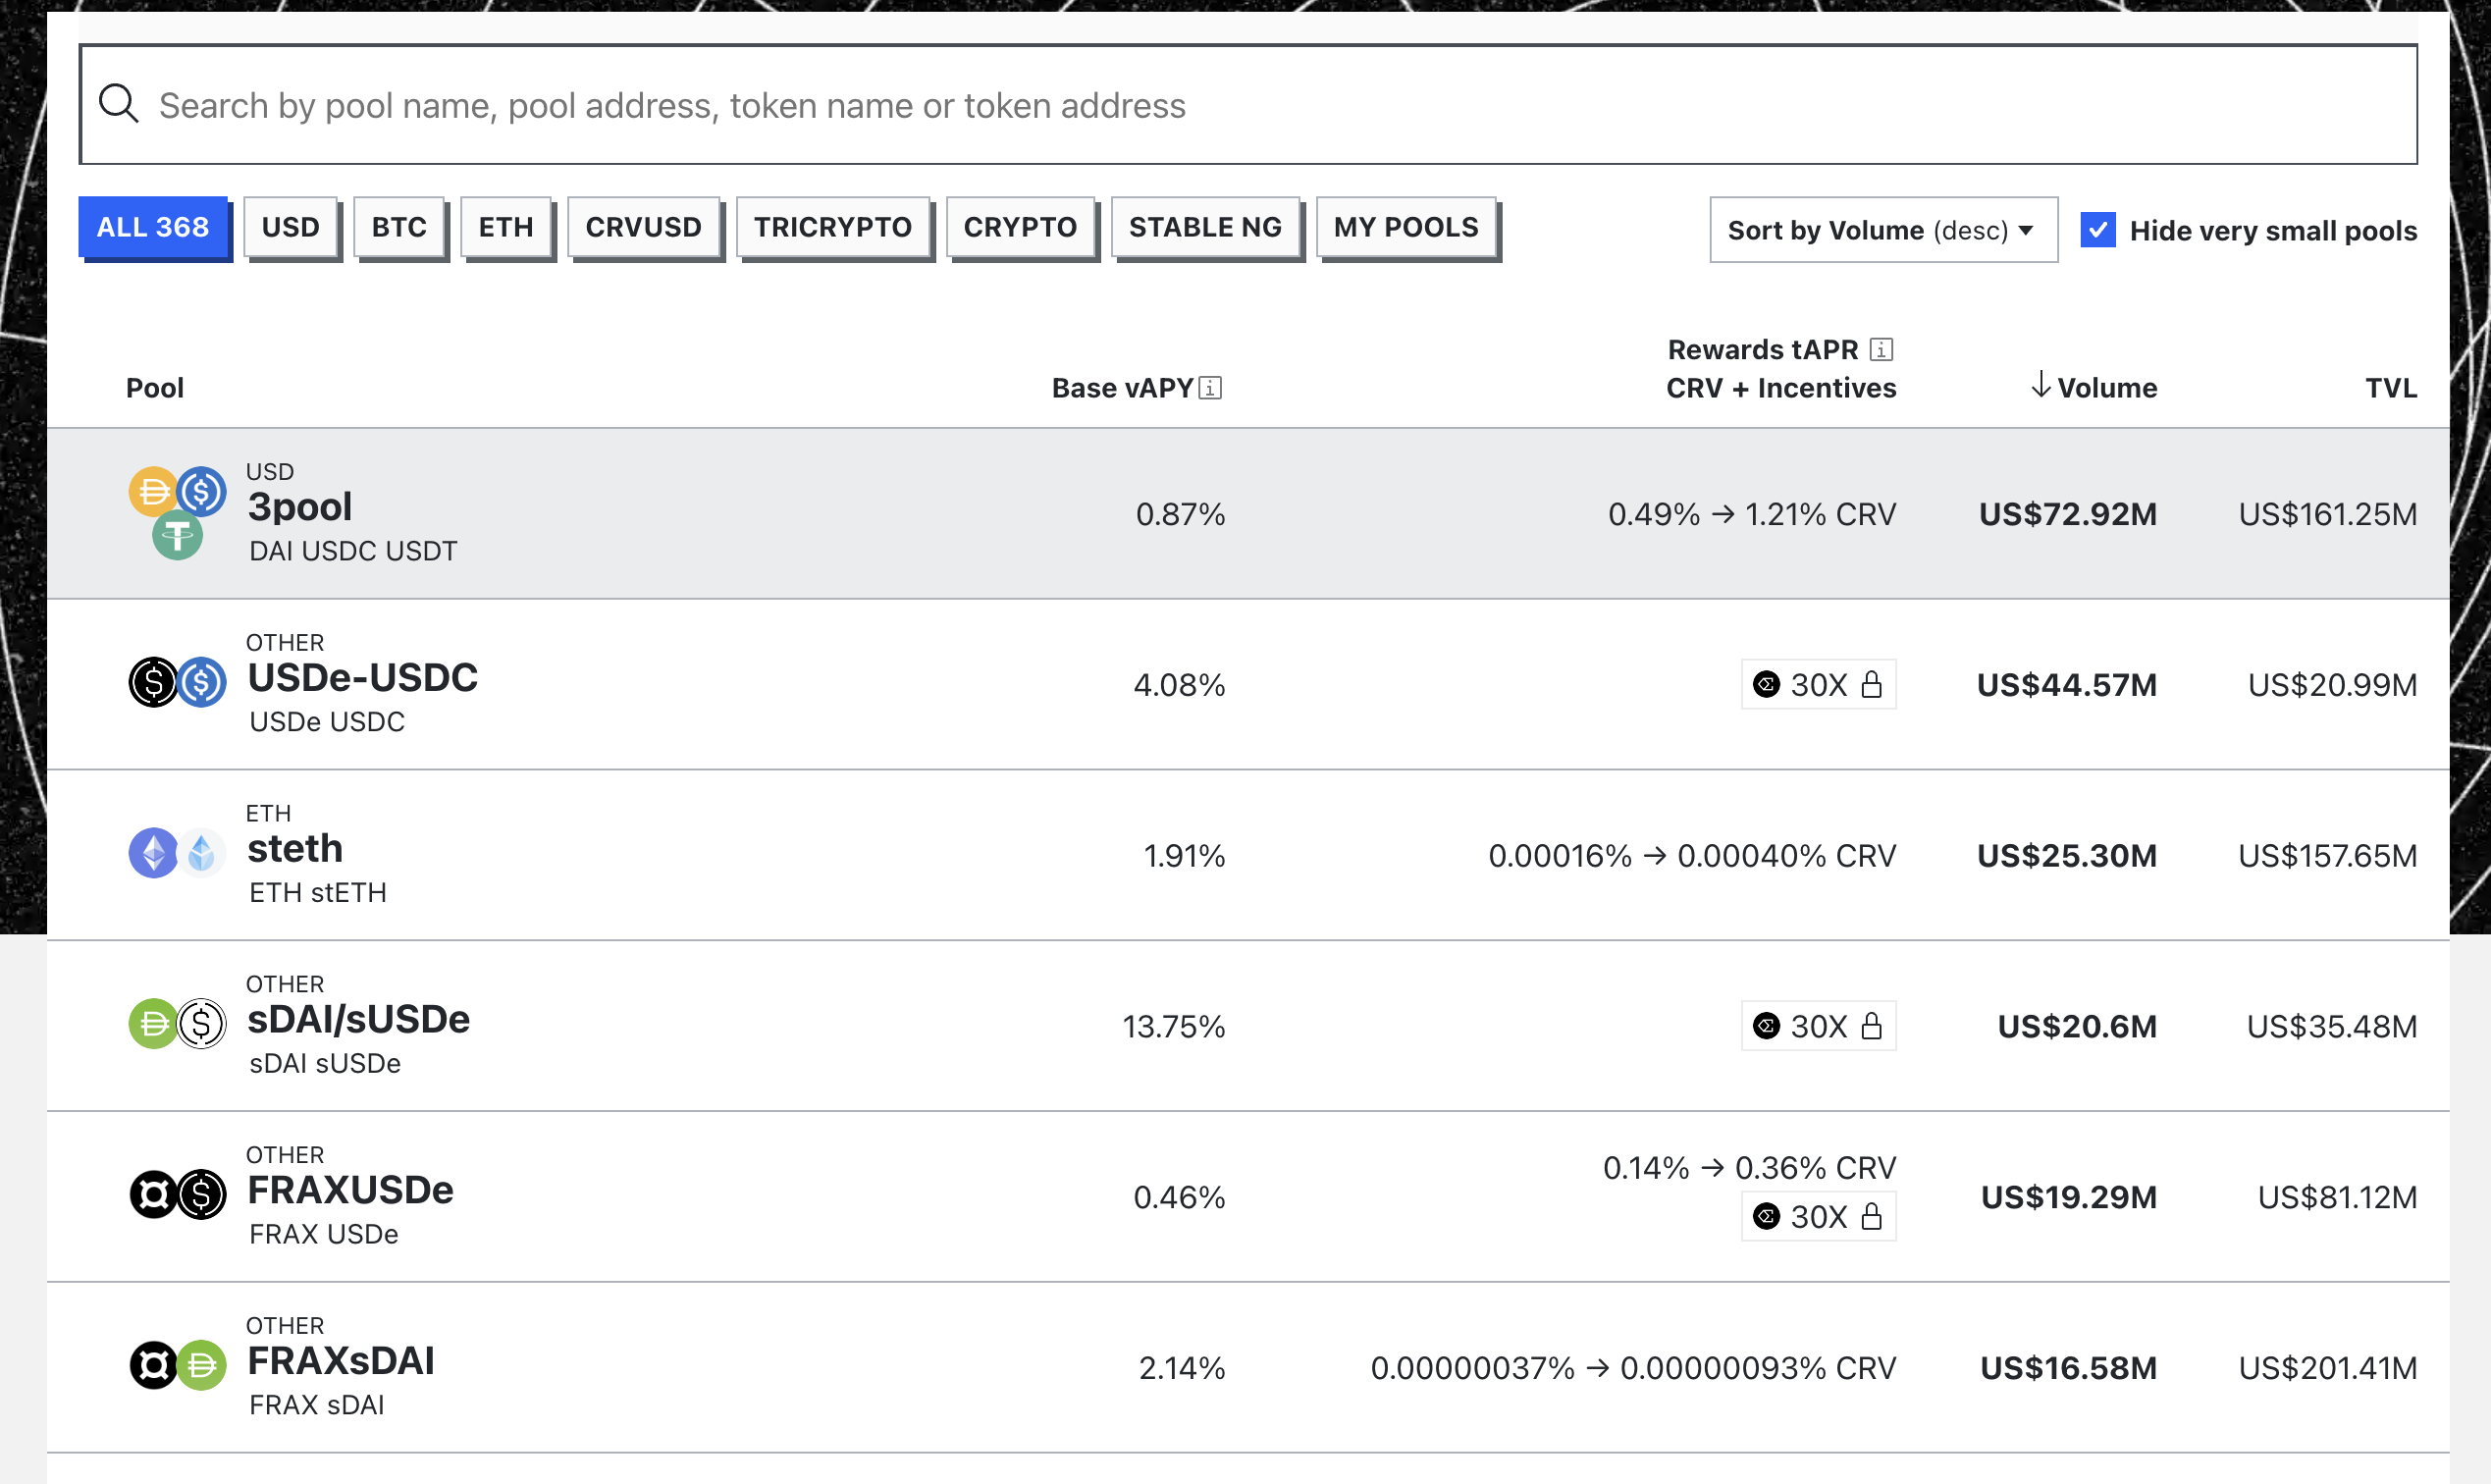 Search by pool name, pool address, token name or token address
ALL 368 USD BTC ETH CRVUSD TRICRYPTO CRYPTO STABLE NG MY POOLS Sort by Volume (desc) Hide very small pools
Rewards tAPR
Pool Base vAPY CRV + Incentives Volume TVL
USD
3pool
DAI USDC USDT
0.87% 0.49% → 1.21% CRV US$72.92M US$161.25M
OTHER
USDe-USDC
USDe USDC
4.08% 30X US$44.57M US$20.99M
ETH
steth
ETH stETH
1.91% 0.00016% → 0.00040% CRV US$25.30M US$157.65M
OTHER
sDAI/sUSDe
sDAI sUSDe
13.75% 30X US$20.6M US$35.48M
OTHER
FRAXUSDe
FRAX USDe
0.46% 0.14% → 0.36% CRV
30X
US$19.29M US$81.12M
OTHER
FRAXsDAI
FRAX sDAI
2.14% 0.00000037% → 0.00000093% CRV US$16.58M US$201.41M